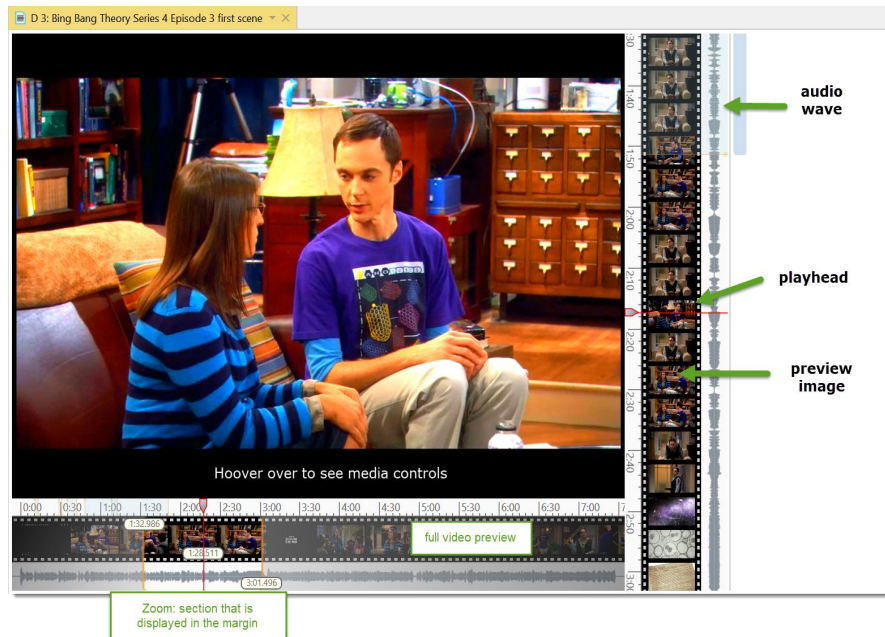 D 3: Bing Bang Theory Series 4 Episode 3 first scene
audio
wave
playhead
preview
image
:30
1:40
1:50
2:00
2:10
2:20
2:30
2:40
2:50
3:00
Hoover over to see media controls
0:00 0:30 1:00 1:30 2:00 2:30 3:00 3:30 4:00 4:30 5:00 5:30 6:00 6:30 7:00
1:32.986
1:28.511
3:01.496
full video preview
Zoom: section that is
displayed in the margin